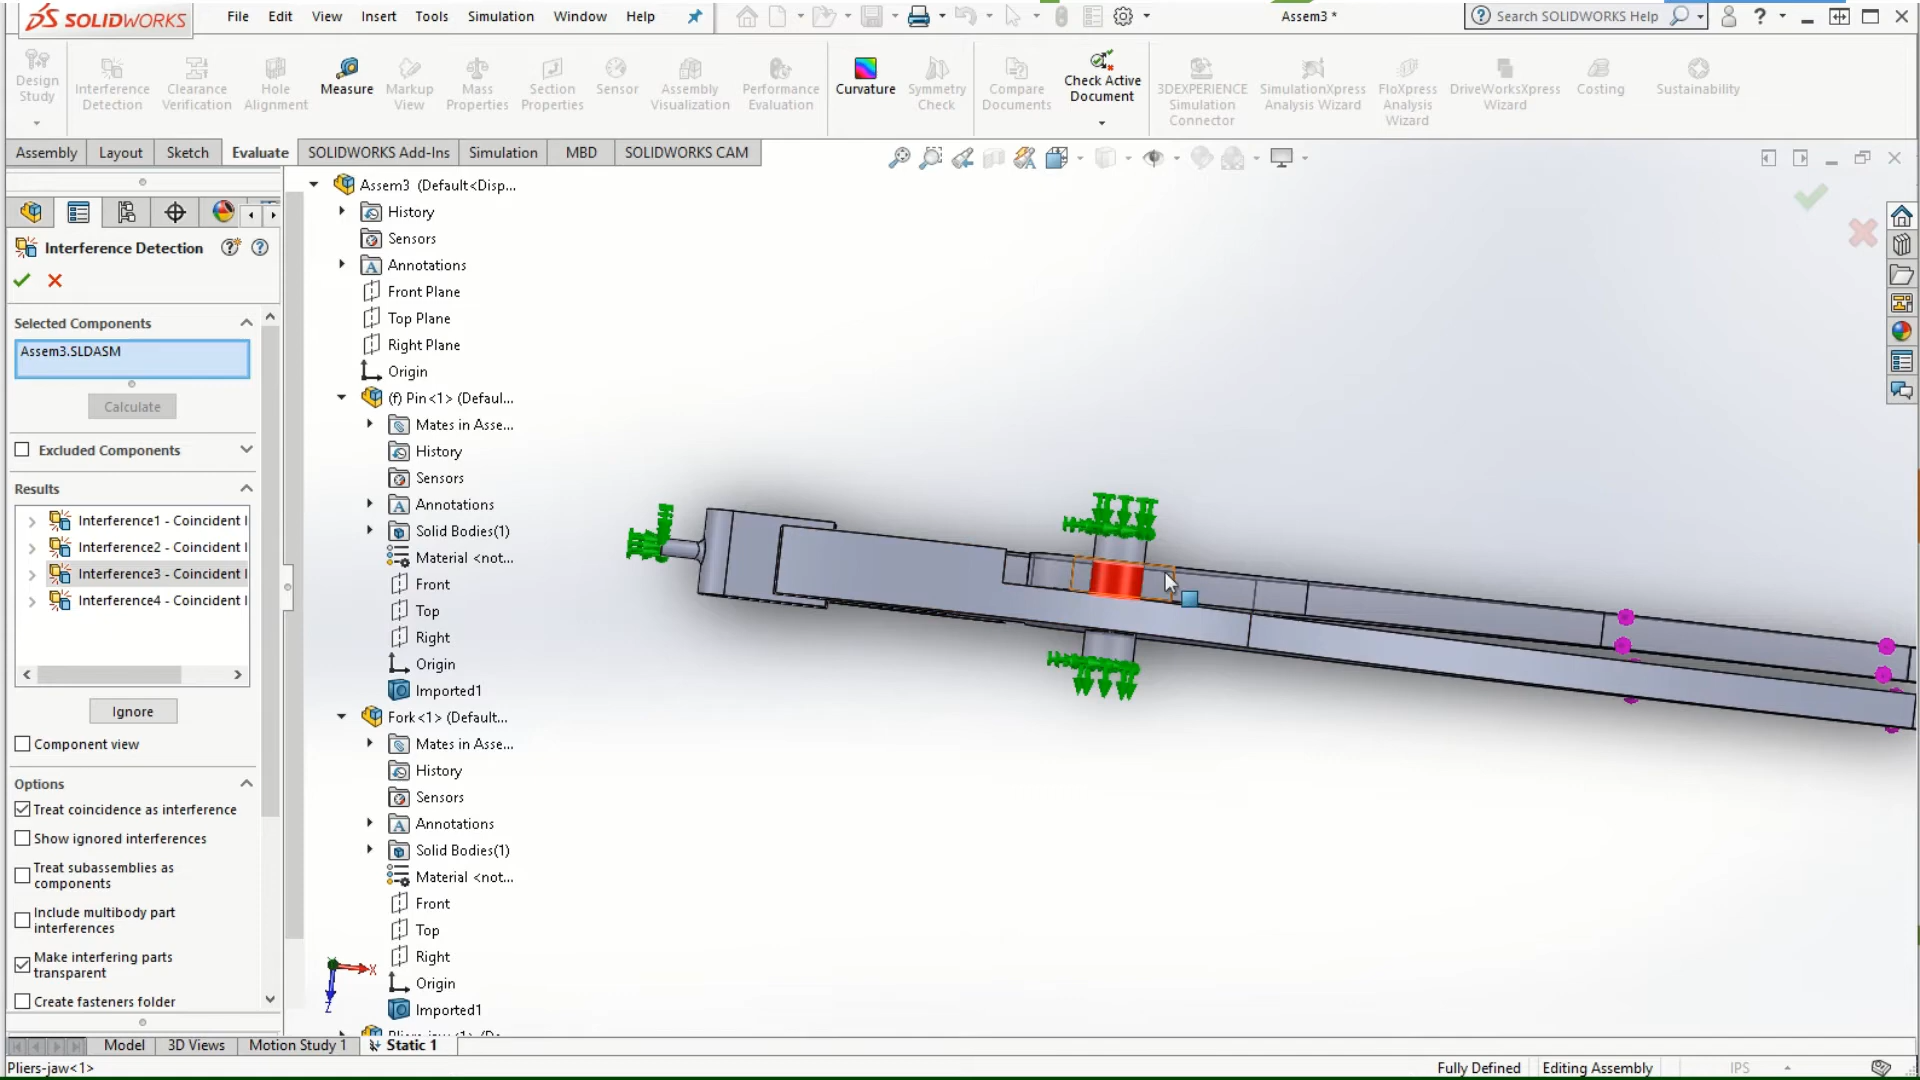 SOLIDWORKS
File Edit View Insert Tools Simulation Window Help
Assem3 *
Search SOLIDWORKS Help
Design Study
Interference Detection
Clearance Verification
Hole Alignment
Measure
Markup View
Mass Properties
Section Properties
Sensor
Assembly Visualization
Performance Evaluation
Curvature
Symmetry Check
Compare Documents
Check Active Document
3DEXPERIENCE Simulation Connector
SimulationXpress Analysis Wizard
FloXpress Analysis Wizard
DriveWorksXpress Wizard
Costing
Sustainability
Assembly Layout Sketch Evaluate SOLIDWORKS Add-Ins Simulation MBD SOLIDWORKS CAM
Interference Detection
Selected Components
Assem3.SLDASM
Calculate
Excluded Components
Results
Interference1 - Coincident I
Interference2 - Coincident I
Interference3 - Coincident I
Interference4 - Coincident I
Ignore
Component view
Options
Treat coincidence as interference
Show ignored interferences
Treat subassemblies as
components
Include multibody part
interferences
Make interfering parts
transparent
Create fasteners folder
Assem3 (Default<Disp...
History
Sensors
Annotations
Front Plane
Top Plane
Right Plane
Origin
(f) Pin<1> (Defaul...
Mates in Asse...
History
Sensors
Annotations
Solid Bodies(1)
Material <not...
Front
Top
Right
Origin
Imported1
Fork<1> (Default...
Mates in Asse...
History
Sensors
Annotations
Solid Bodies(1)
Material <not...
Front
Top
Right
Origin
Imported1
X
Z
Model 3D Views Motion Study 1 Static 1
Pliers-jaw<1>
Fully Defined Editing Assembly IPS